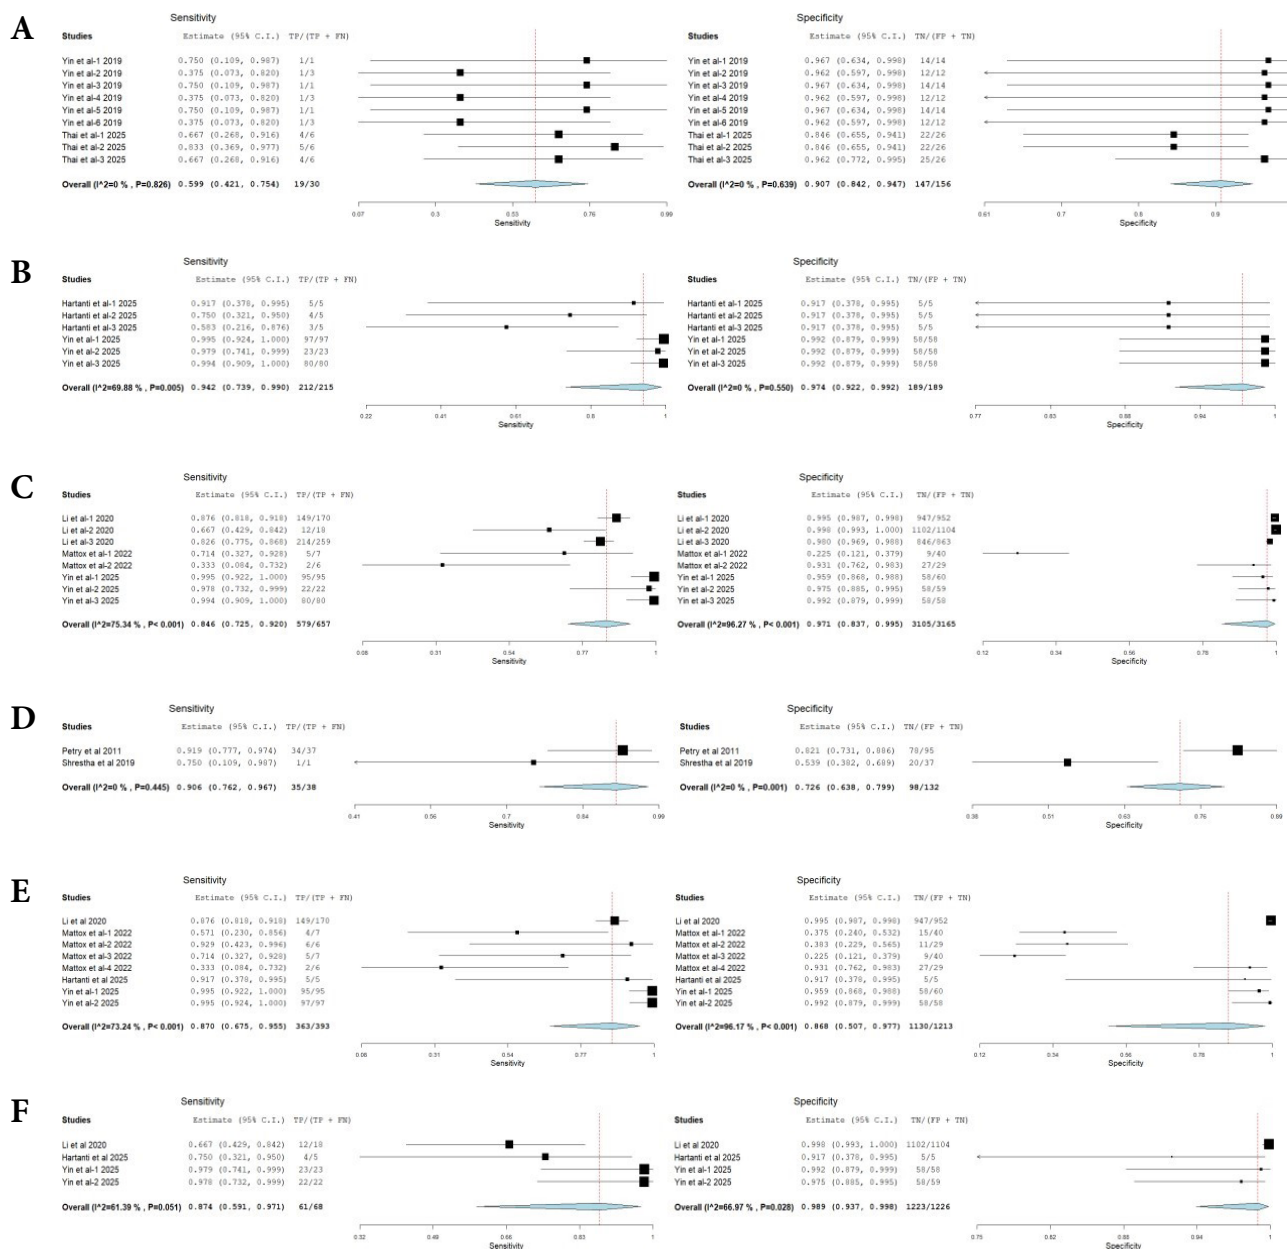 A
Sensitivity
Studies Estimate (95% C.I.) TP/(TP + FN)
Yin et al-1 2019 0.750 (0.109, 0.987) 1/1
Yin et al-2 2019 0.375 (0.073, 0.820) 1/3
Yin et al-3 2019 0.750 (0.109, 0.987) 1/1
Yin et al-4 2019 0.375 (0.073, 0.820) 1/3
Yin et al-5 2019 0.750 (0.109, 0.987) 1/1
Yin et al-6 2019 0.375 (0.073, 0.820) 1/3
Thai et al-1 2025 0.667 (0.268, 0.916) 4/6
Thai et al-2 2025 0.833 (0.369, 0.977) 5/6
Thai et al-3 2025 0.667 (0.268, 0.916) 4/6
Overall (I^2=0 % , P=0.826) 0.599 (0.421, 0.754) 19/30
0.07 0.3 0.53 0.76 0.99
Sensitivity
Specificity
Studies Estimate (95% C.I.) TN/(FP + TN)
Yin et al-1 2019 0.967 (0.634, 0.998) 14/14
Yin et al-2 2019 0.962 (0.597, 0.998) 12/12
Yin et al-3 2019 0.967 (0.634, 0.998) 14/14
Yin et al-4 2019 0.962 (0.597, 0.998) 12/12
Yin et al-5 2019 0.967 (0.634, 0.998) 14/14
Yin et al-6 2019 0.962 (0.597, 0.998) 12/12
Thai et al-1 2025 0.846 (0.655, 0.941) 22/26
Thai et al-2 2025 0.846 (0.655, 0.941) 22/26
Thai et al-3 2025 0.962 (0.772, 0.995) 25/26
Overall (I^2=0 % , P=0.639) 0.907 (0.842, 0.947) 147/156
0.61 0.7 0.8 0.9
Specificity
B
Sensitivity
Studies Estimate (95% C.I.) TP/(TP + FN)
Hartanti et al-1 2025 0.917 (0.378, 0.995) 5/5
Hartanti et al-2 2025 0.750 (0.321, 0.950) 4/5
Hartanti et al-3 2025 0.583 (0.216, 0.876) 3/5
Yin et al-1 2025 0.995 (0.924, 1.000) 97/97
Yin et al-2 2025 0.979 (0.741, 0.999) 23/23
Yin et al-3 2025 0.994 (0.909, 1.000) 80/80
Overall (I^2=69.88 % , P=0.005) 0.942 (0.739, 0.990) 212/215
0.22 0.41 0.61 0.8 1
Sensitivity
Specificity
Studies Estimate (95% C.I.) TN/(FP + TN)
Hartanti et al-1 2025 0.917 (0.378, 0.995) 5/5
Hartanti et al-2 2025 0.917 (0.378, 0.995) 5/5
Hartanti et al-3 2025 0.917 (0.378, 0.995) 5/5
Yin et al-1 2025 0.992 (0.879, 0.999) 58/58
Yin et al-2 2025 0.992 (0.879, 0.999) 58/58
Yin et al-3 2025 0.992 (0.879, 0.999) 58/58
Overall (I^2=0 % , P=0.550) 0.974 (0.922, 0.992) 189/189
0.77 0.83 0.88 0.94 1
Specificity
C
Sensitivity
Studies Estimate (95% C.I.) TP/(TP + FN)
Li et al-1 2020 0.876 (0.818, 0.918) 149/170
Li et al-2 2020 0.667 (0.429, 0.842) 12/18
Li et al-3 2020 0.826 (0.775, 0.868) 214/259
Mattox et al-1 2022 0.714 (0.327, 0.928) 5/7
Mattox et al-2 2022 0.333 (0.084, 0.732) 2/6
Yin et al-1 2025 0.995 (0.922, 1.000) 95/95
Yin et al-2 2025 0.978 (0.732, 0.999) 22/22
Yin et al-3 2025 0.994 (0.909, 1.000) 80/80
Overall (I^2=75.34 % , P< 0.001) 0.846 (0.725, 0.920) 579/657
0.08 0.31 0.54 0.77 1
Sensitivity
Specificity
Studies Estimate (95% C.I.) TN/(FP + TN)
Li et al-1 2020 0.995 (0.987, 0.998) 947/952
Li et al-2 2020 0.998 (0.993, 1.000) 1102/1104
Li et al-3 2020 0.980 (0.969, 0.988) 846/863
Mattox et al-1 2022 0.225 (0.121, 0.379) 9/40
Mattox et al-2 2022 0.931 (0.762, 0.983) 27/29
Yin et al-1 2025 0.959 (0.868, 0.988) 58/60
Yin et al-2 2025 0.975 (0.885, 0.995) 58/59
Yin et al-3 2025 0.992 (0.879, 0.999) 58/58
Overall (I^2=96.27 % , P< 0.001) 0.971 (0.837, 0.995) 3105/3165
0.12 0.34 0.56 0.78 1
Specificity
D
Sensitivity
Studies Estimate (95% C.I.) TP/(TP + FN)
Petry et al 2011 0.919 (0.777, 0.974) 34/37
Shrestha et al 2019 0.750 (0.109, 0.987) 1/1
Overall (I^2=0 % , P=0.445) 0.906 (0.762, 0.967) 35/38
0.41 0.56 0.7 0.84 0.99
Sensitivity
Specificity
Studies Estimate (95% C.I.) TN/(FP + TN)
Petry et al 2011 0.821 (0.731, 0.886) 78/95
Shrestha et al 2019 0.539 (0.382, 0.689) 20/37
Overall (I^2=0 % , P=0.001) 0.726 (0.638, 0.799) 98/132
0.38 0.51 0.63 0.76 0.89
Specificity
E
Sensitivity
Studies Estimate (95% C.I.) TP/(TP + FN)
Li et al 2020 0.876 (0.818, 0.918) 149/170
Mattox et al-1 2022 0.571 (0.230, 0.856) 4/7
Mattox et al-2 2022 0.929 (0.423, 0.996) 6/6
Mattox et al-3 2022 0.714 (0.327, 0.928) 5/7
Mattox et al-4 2022 0.333 (0.084, 0.732) 2/6
Hartanti et al 2025 0.917 (0.378, 0.995) 5/5
Yin et al-1 2025 0.995 (0.922, 1.000) 95/95
Yin et al-2 2025 0.995 (0.924, 1.000) 97/97
Overall (I^2=73.24 % , P< 0.001) 0.870 (0.675, 0.955) 363/393
0.08 0.31 0.54 0.77 1
Sensitivity
Specificity
Studies Estimate (95% C.I.) TN/(FP + TN)
Li et al 2020 0.995 (0.987, 0.998) 947/952
Mattox et al-1 2022 0.375 (0.240, 0.532) 15/40
Mattox et al-2 2022 0.383 (0.229, 0.565) 11/29
Mattox et al-3 2022 0.225 (0.121, 0.379) 9/40
Mattox et al-4 2022 0.931 (0.762, 0.983) 27/29
Hartanti et al 2025 0.917 (0.378, 0.995) 5/5
Yin et al-1 2025 0.959 (0.868, 0.988) 58/60
Yin et al-2 2025 0.992 (0.879, 0.999) 58/58
Overall (I^2=96.17 % , P< 0.001) 0.868 (0.507, 0.977) 1130/1213
0.12 0.34 0.56 0.78 1
Specificity
F
Sensitivity
Studies Estimate (95% C.I.) TP/(TP + FN)
Li et al 2020 0.667 (0.429, 0.842) 12/18
Hartanti et al 2025 0.750 (0.321, 0.950) 4/5
Yin et al-1 2025 0.979 (0.741, 0.999) 23/23
Yin et al-2 2025 0.978 (0.732, 0.999) 22/22
Overall (I^2=61.39 % , P=0.051) 0.874 (0.591, 0.971) 61/68
0.32 0.49 0.66 0.83 1
Sensitivity
Specificity
Studies Estimate (95% C.I.) TN/(FP + TN)
Li et al 2020 0.998 (0.993, 1.000) 1102/1104
Hartanti et al 2025 0.917 (0.378, 0.995) 5/5
Yin et al-1 2025 0.992 (0.879, 0.999) 58/58
Yin et al-2 2025 0.975 (0.885, 0.995) 58/59
Overall (I^2=66.97 % , P=0.028) 0.989 (0.937, 0.998) 1223/1226
0.75 0.82 0.88 0.94 1
Specificity